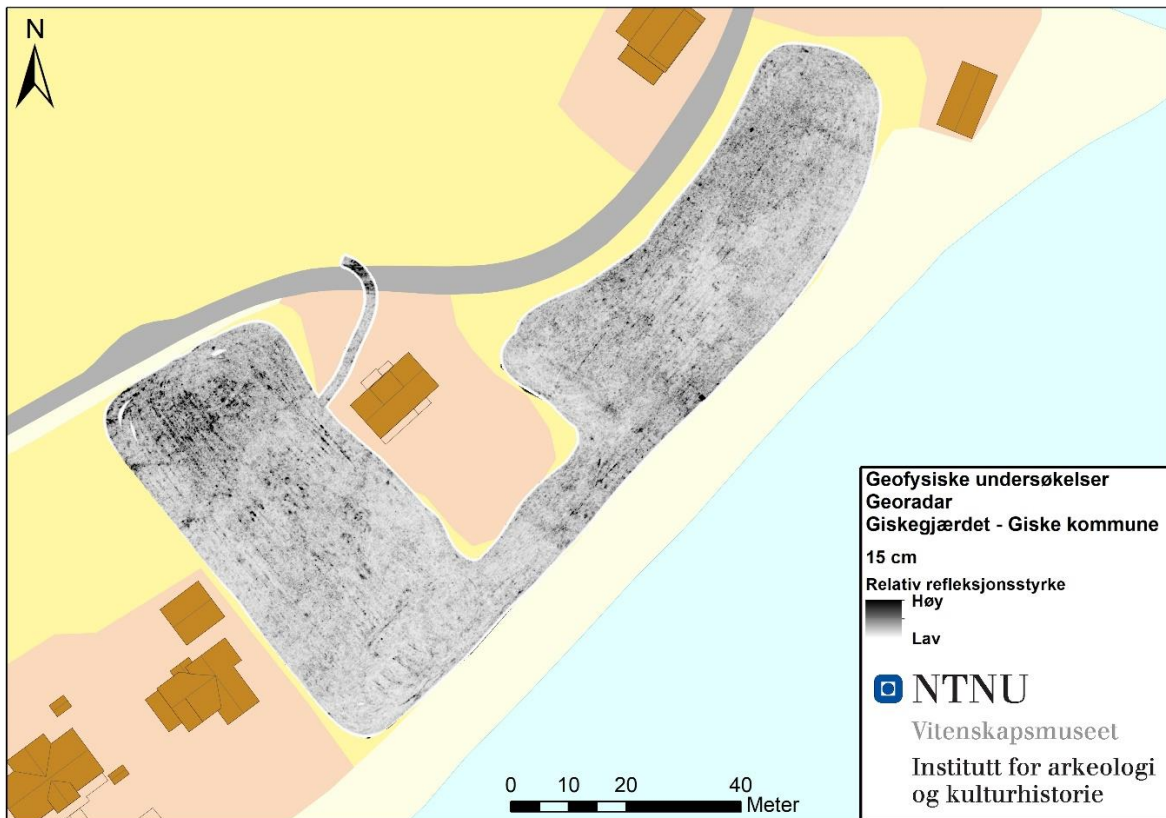 N
Geofysiske undersøkelser
Georadar
Giskegjærdet - Giske kommune
15 cm
Relativ refleksjonsstyrke
Høy
Lav
NTNU
Vitenskapsmuseet
Institutt for arkeologi
og kulturhistorie
0 10 20 40
Meter